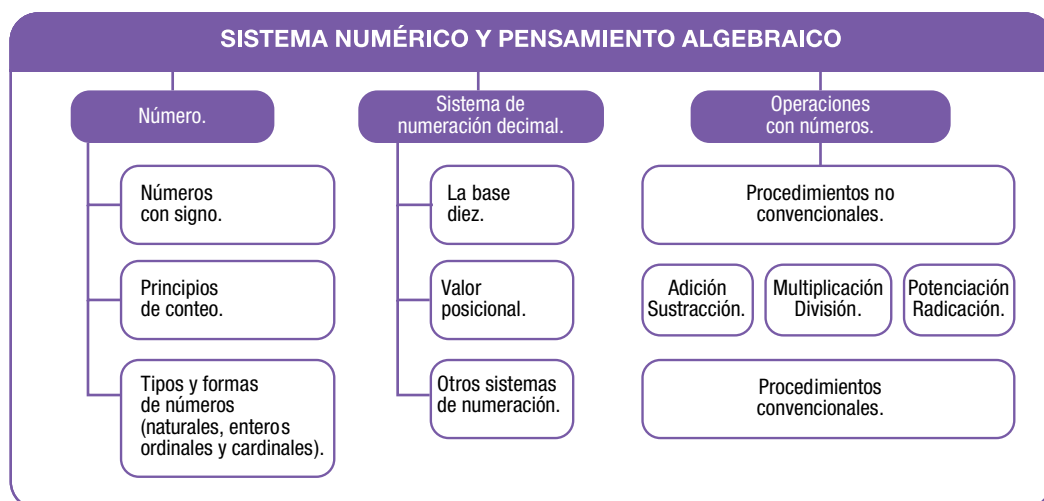 SISTEMA NUMÉRICO Y PENSAMIENTO ALGEBRAICO
Número.
Números
con signo.
Principios
de conteo.
Tipos y formas
de números
(naturales, enteros
ordinales y cardinales).
Sistema de
numeración decimal.
La base
diez.
Valor
posicional.
Otros sistemas
de numeración.
Operaciones
con números.
Procedimientos no
convencionales.
Adición
Sustracción.
Multiplicación
División.
Potenciación
Radicación.
Procedimientos
convencionales.